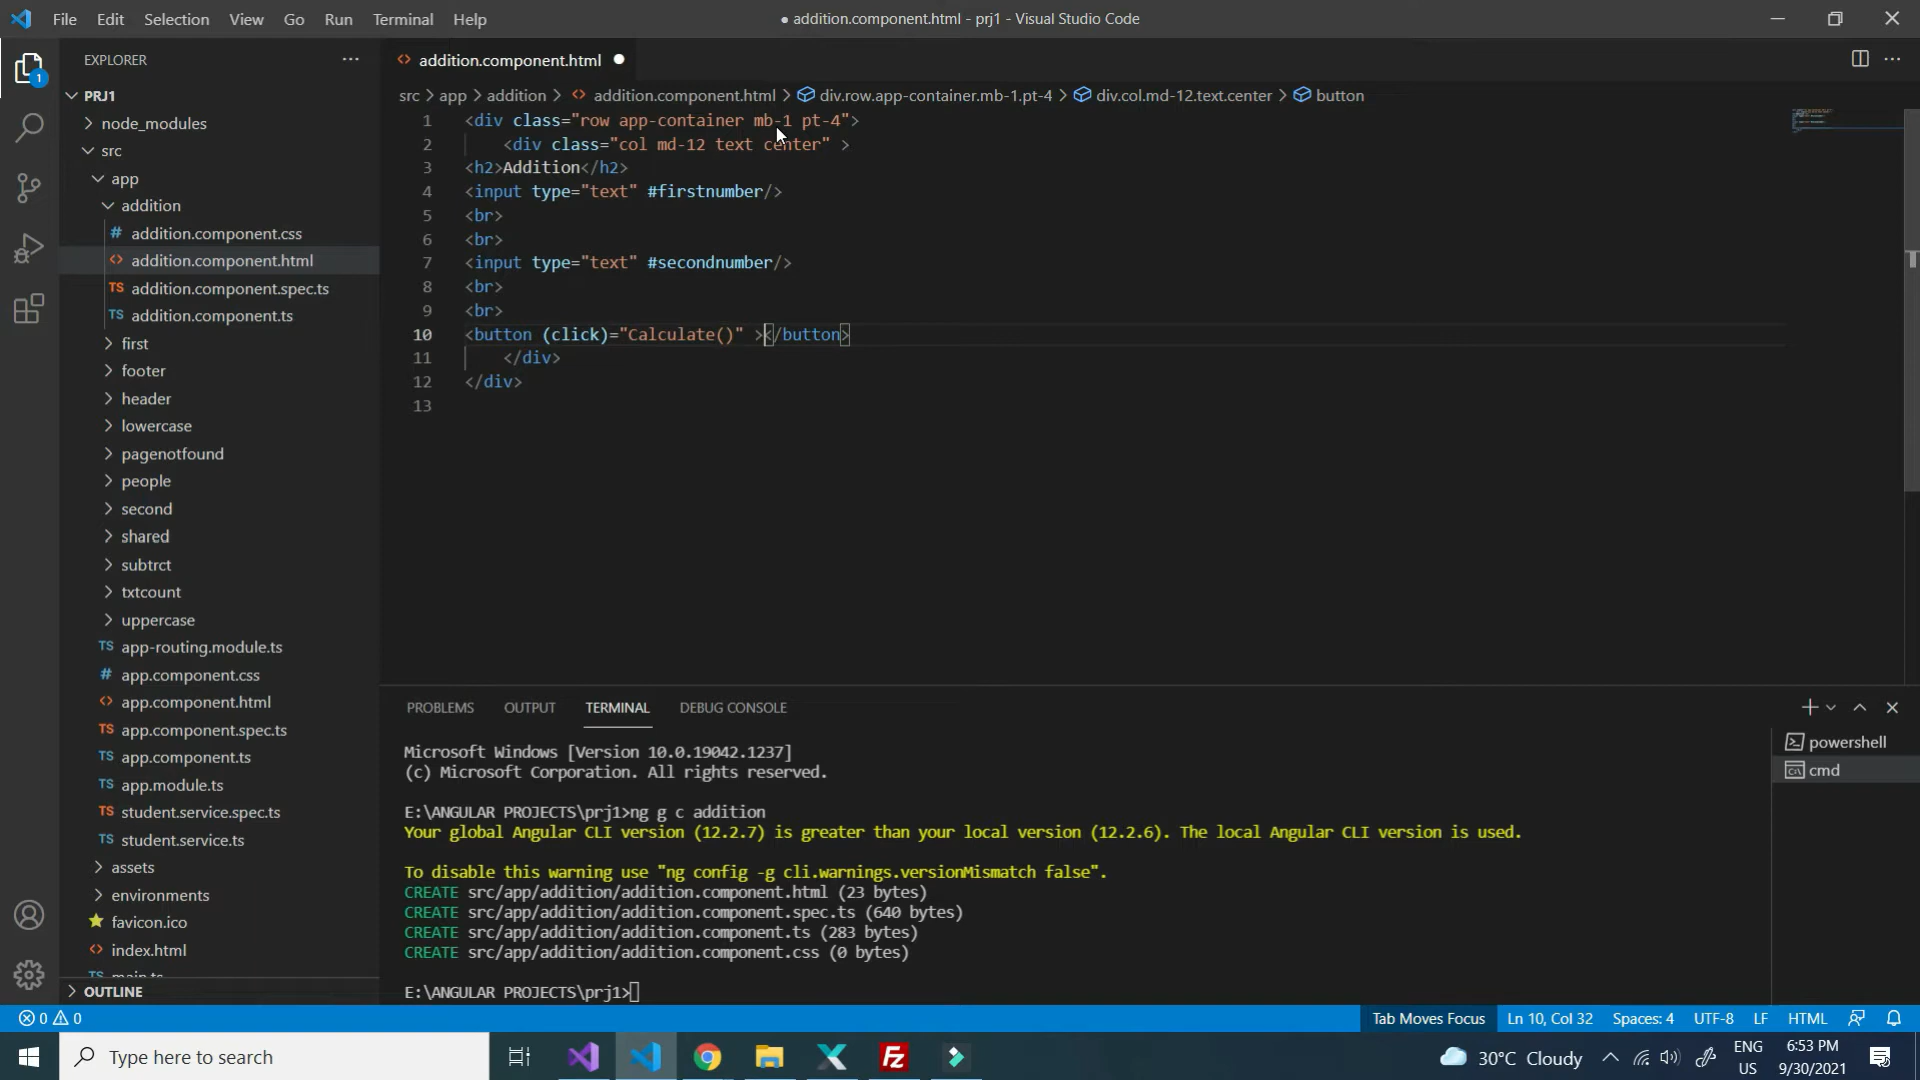 File Edit Selection View Go Run Terminal Help
● addition.component.html - prj1 - Visual Studio Code
EXPLORER
1
PRJ1
node_modules
src
app
addition
# addition.component.css
<> addition.component.html
TS addition.component.spec.ts
TS addition.component.ts
first
footer
header
lowercase
pagenotfound
people
second
shared
subtrct
txtcount
uppercase
TS app-routing.module.ts
# app.component.css
<> app.component.html
TS app.component.spec.ts
TS app.component.ts
TS app.module.ts
TS student.service.spec.ts
TS student.service.ts
assets
environments
favicon.ico
<> index.html
TS main.ts
OUTLINE
<> addition.component.html ●
src > app > addition > <> addition.component.html > div.row.app-container.mb-1.pt-4 > div.col.md-12.text.center > button
1 <div class="row app-container mb-1 pt-4">
2 <div class="col md-12 text center" >
3 <h2>Addition</h2>
4 <input type="text" #firstnumber/>
5 <br>
6 <br>
7 <input type="text" #secondnumber/>
8 <br>
9 <br>
10 <button (click)="Calculate()" ></button>
11 </div>
12 </div>
13
PROBLEMS OUTPUT TERMINAL DEBUG CONSOLE
powershell
cmd
Microsoft Windows [Version 10.0.19042.1237]
(c) Microsoft Corporation. All rights reserved.
E:\ANGULAR PROJECTS\prj1>ng g c addition
Your global Angular CLI version (12.2.7) is greater than your local version (12.2.6). The local Angular CLI version is used.
To disable this warning use "ng config -g cli.warnings.versionMismatch false".
CREATE src/app/addition/addition.component.html (23 bytes)
CREATE src/app/addition/addition.component.spec.ts (640 bytes)
CREATE src/app/addition/addition.component.ts (283 bytes)
CREATE src/app/addition/addition.component.css (0 bytes)
E:\ANGULAR PROJECTS\prj1>
0 0 Tab Moves Focus Ln 10, Col 32 Spaces: 4 UTF-8 LF HTML
Type here to search
Fz
30°C Cloudy
ENG
US
6:53 PM
9/30/2021